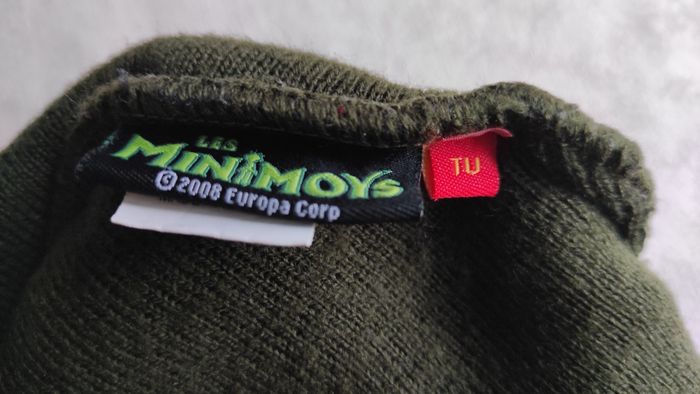 LES
MINIMOYS
© 2008 Europa Corp
TU